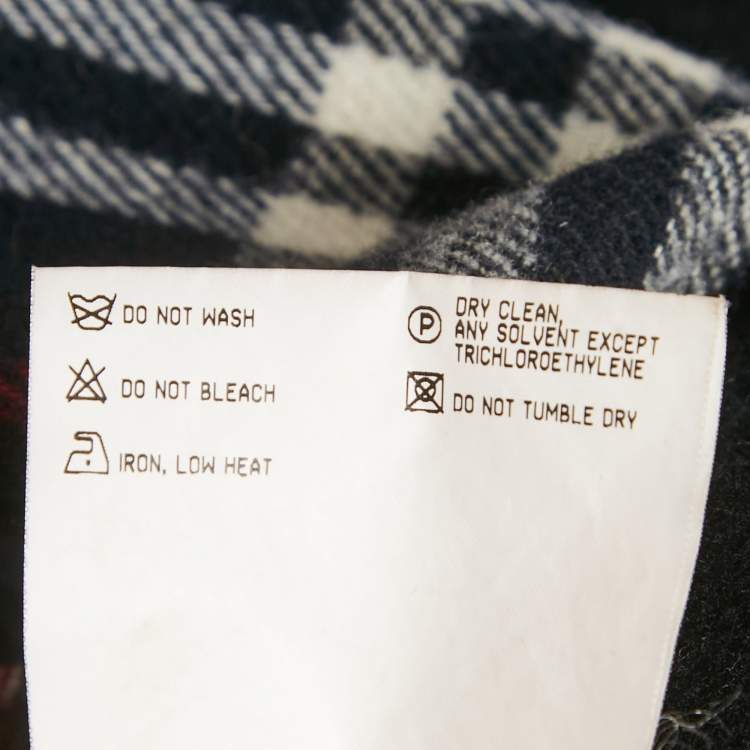 DO NOT WASH
DO NOT BLEACH
IRON, LOW HEAT
P
DRY CLEAN,
ANY SOLVENT EXCEPT
TRICHLOROETHYLENE
DO NOT TUMBLE DRY